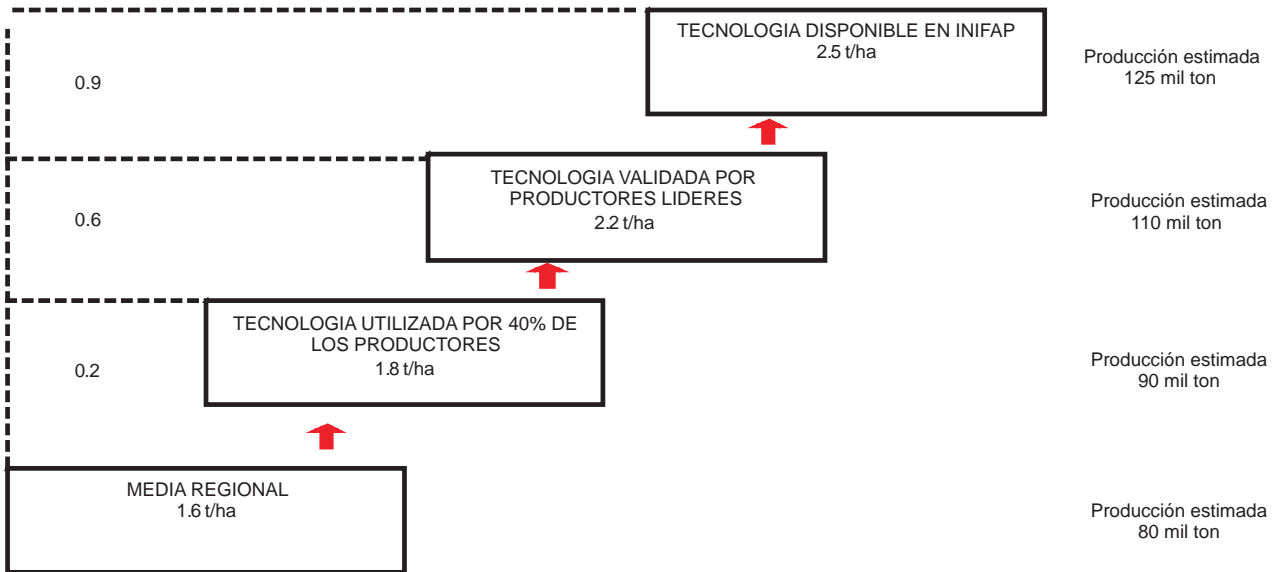 TECNOLOGIA DISPONIBLE EN INIFAP
2.5 t/ha
Producción estimada
125 mil ton
0.9
TECNOLOGIA VALIDADA POR
PRODUCTORES LIDERES
2.2 t/ha
Producción estimada
110 mil ton
0.6
TECNOLOGIA UTILIZADA POR 40% DE
LOS PRODUCTORES
1.8 t/ha
Producción estimada
90 mil ton
0.2
MEDIA REGIONAL
1.6 t/ha
Producción estimada
80 mil ton